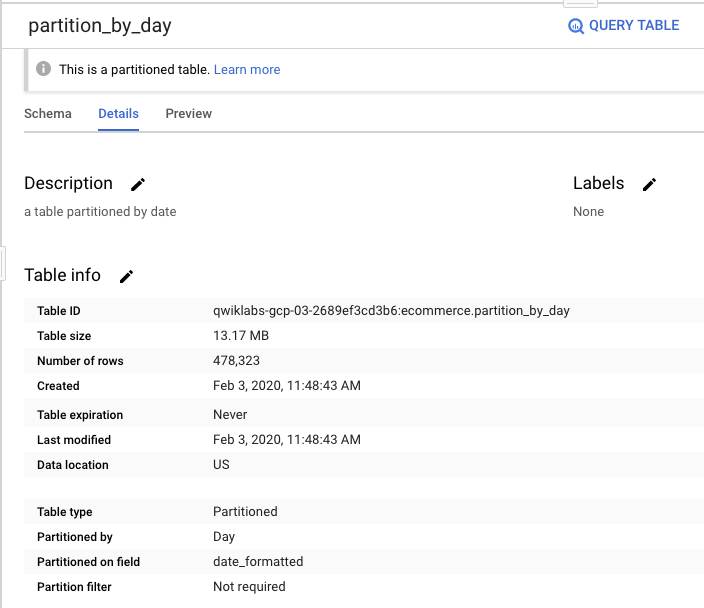 partition_by_day
QUERY TABLE
This is a partitioned table. Learn more
Schema Details Preview
Description Labels
a table partitioned by date None
Table info
Table ID qwiklabs-gcp-03-2689ef3cd3b6:ecommerce.partition_by_day
Table size 13.17 MB
Number of rows 478,323
Created Feb 3, 2020, 11:48:43 AM
Table expiration Never
Last modified Feb 3, 2020, 11:48:43 AM
Data location US
Table type Partitioned
Partitioned by Day
Partitioned on field date_formatted
Partition filter Not required